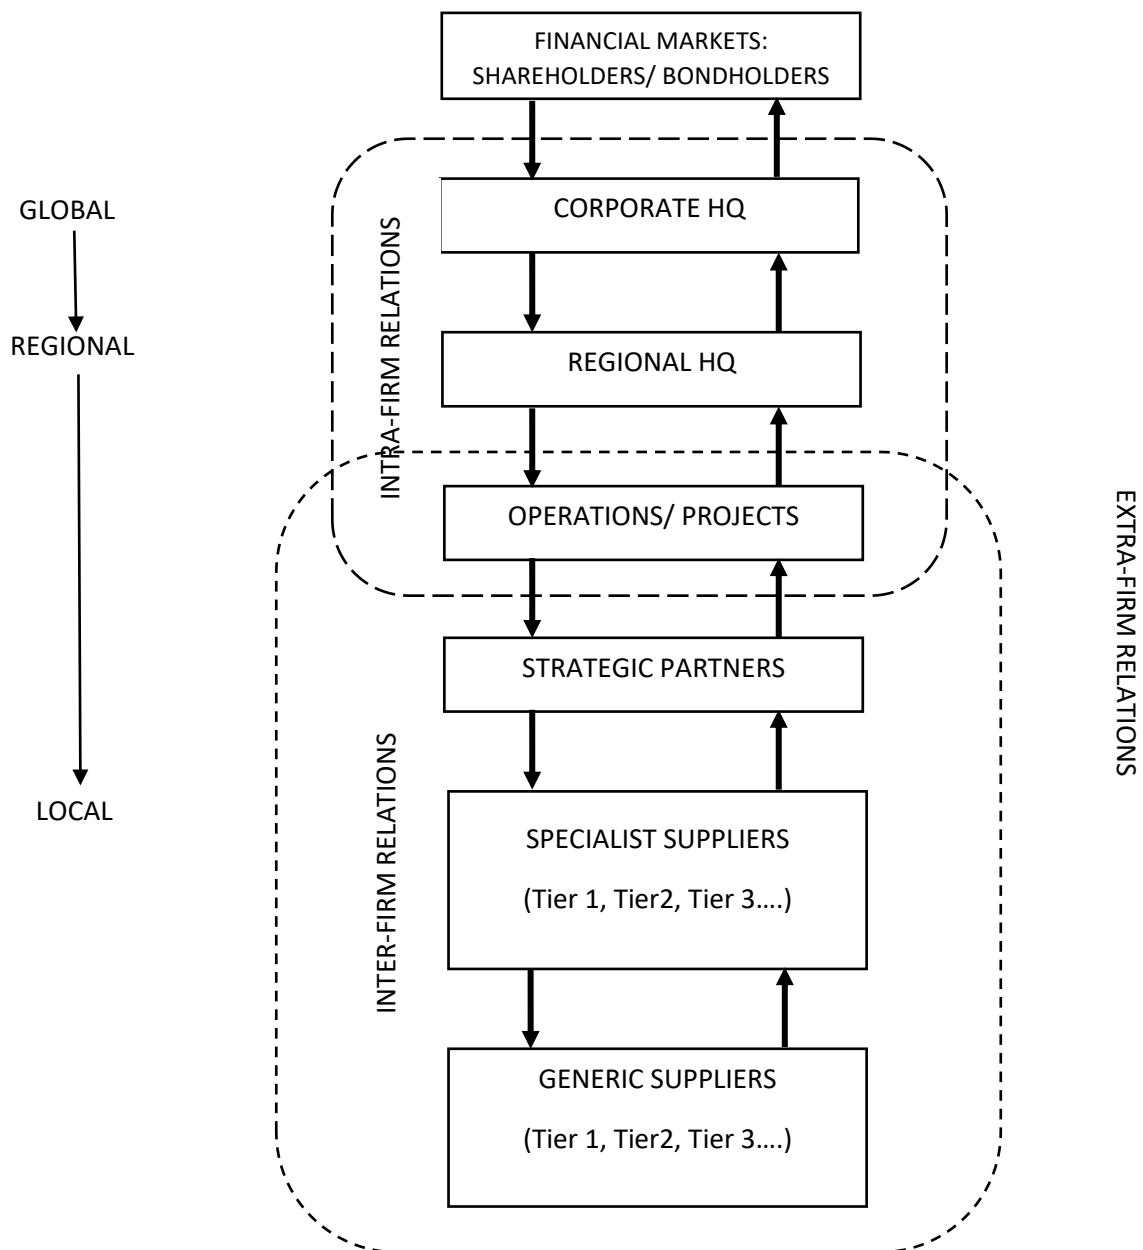 FINANCIAL MARKETS:
SHAREHOLDERS/ BONDHOLDERS
GLOBAL
CORPORATE HQ
INTRA-FIRM RELATIONS
REGIONAL
REGIONAL HQ
OPERATIONS/ PROJECTS
EXTRA-FIRM RELATIONS
STRATEGIC PARTNERS
INTER-FIRM RELATIONS
LOCAL
SPECIALIST SUPPLIERS
(Tier 1, Tier2, Tier 3….)
GENERIC SUPPLIERS
(Tier 1, Tier2, Tier 3….)